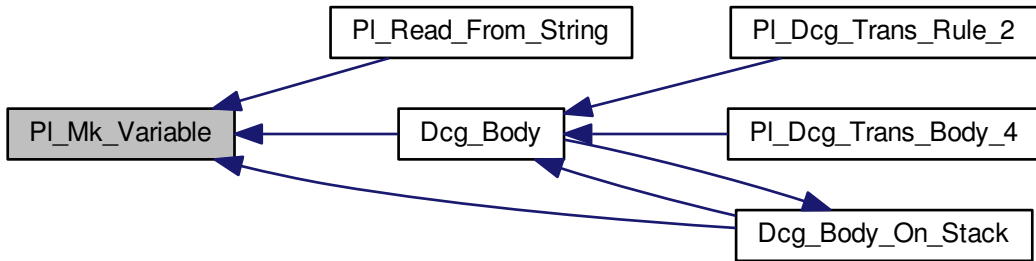 Pl_Read_From_String
Pl_Dcg_Trans_Rule_2
Pl_Mk_Variable
Dcg_Body
Pl_Dcg_Trans_Body_4
Dcg_Body_On_Stack